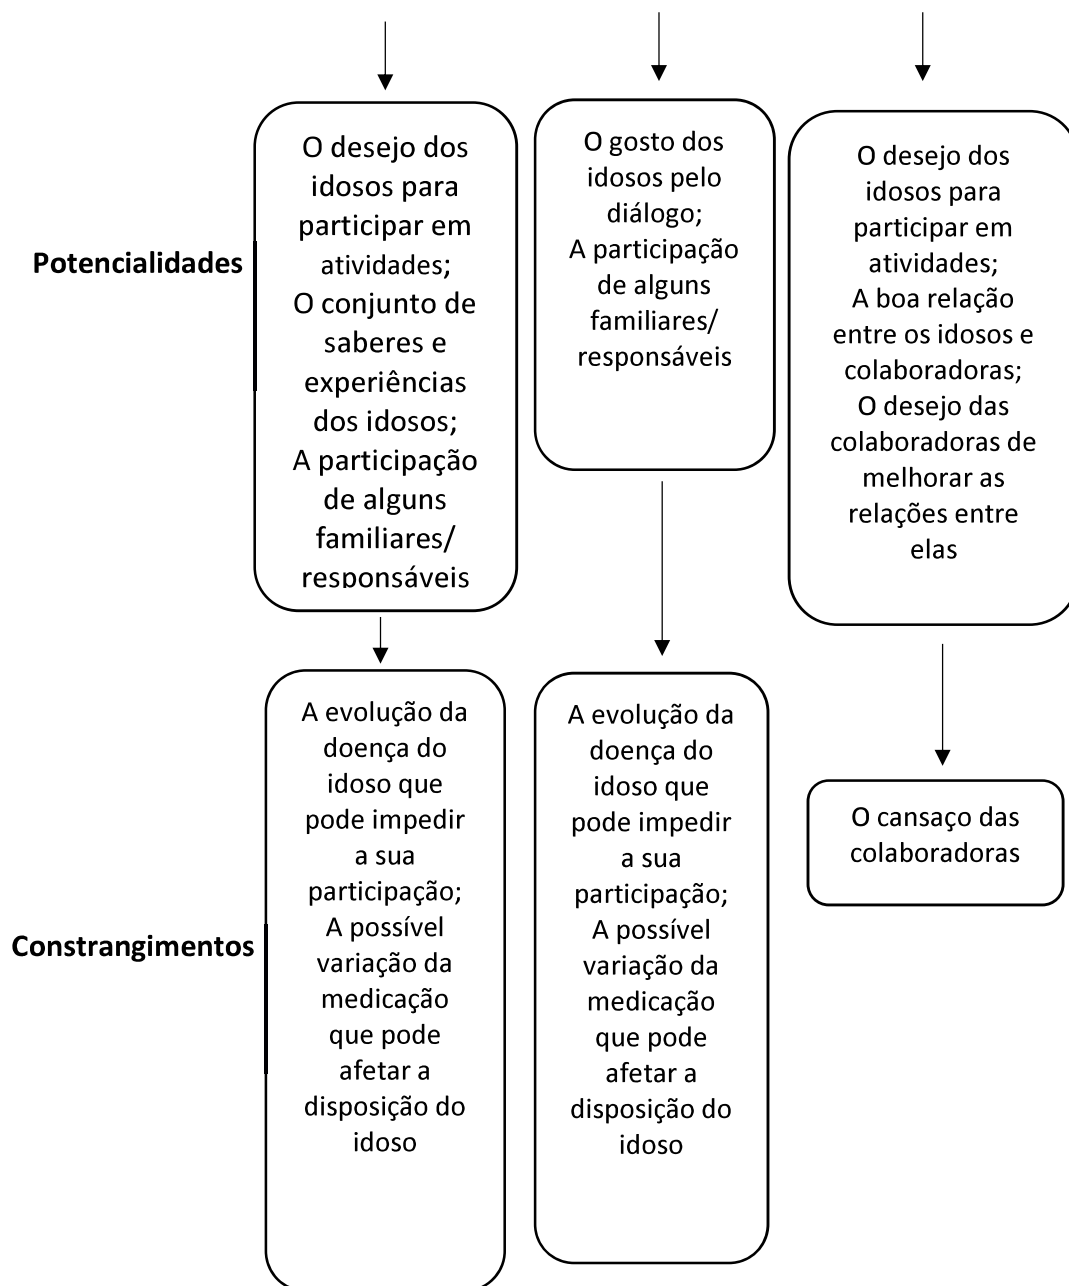 Potencialidades
O desejo dos
idosos para
participar em
atividades;
O conjunto de
saberes e
experiências
dos idosos;
A participação
de alguns
familiares/
responsáveis
O gosto dos
idosos pelo
diálogo;
A participação
de alguns
familiares/
responsáveis
O desejo dos
idosos para
participar em
atividades;
A boa relação
entre os idosos e
colaboradoras;
O desejo das
colaboradoras de
melhorar as
relações entre
elas
Constrangimentos
A evolução da
doença do
idoso que
pode impedir
a sua
participação;
A possível
variação da
medicação
que pode
afetar a
disposição do
idoso
A evolução da
doença do
idoso que
pode impedir
a sua
participação;
A possível
variação da
medicação
que pode
afetar a
disposição do
idoso
O cansaço das
colaboradoras